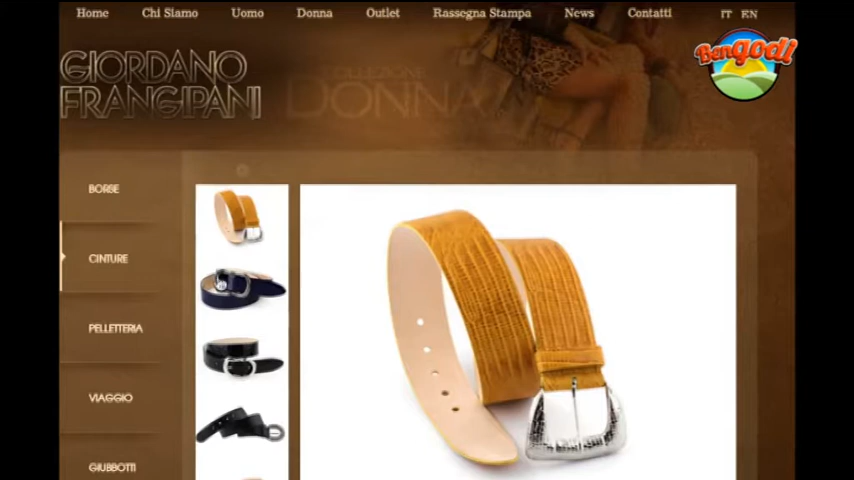 Home Chi Siamo Uomo Donna Outlet Rassegna Stampa News Contatti IT EN
Bengodi
GIORDANO
FRANGIPANI
COLLEZIONE
DONNA
BORSE
CINTURE
PELLETTERIA
VIAGGIO
GIUBBOTTI